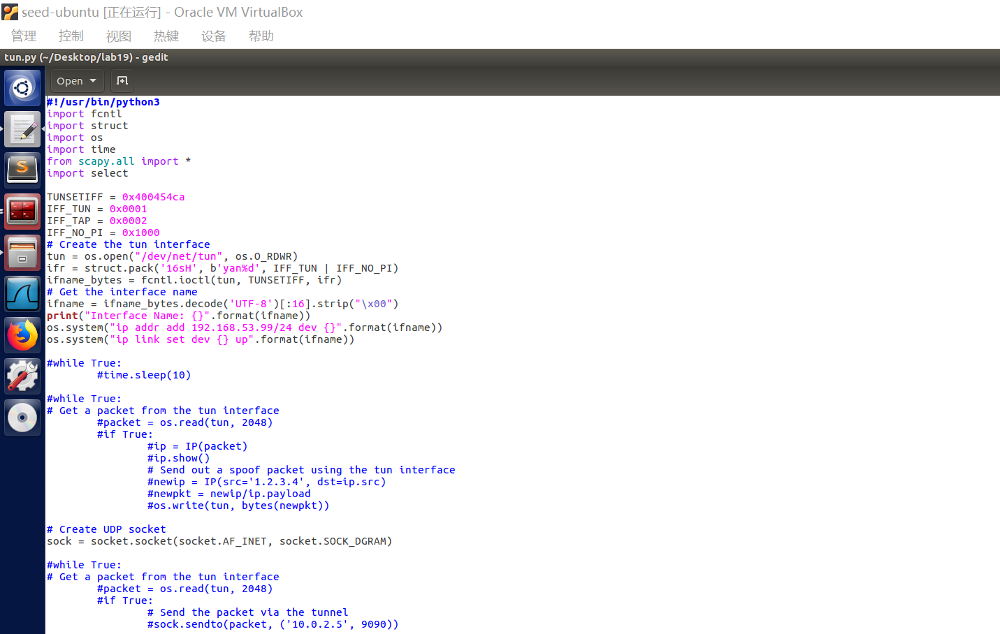 seed-ubuntu [正在运行] - Oracle VM VirtualBox
管理 控制 视图 热键 设备 帮助
tun.py (~/Desktop/lab19) - gedit
Open
#!/usr/bin/python3
import fcntl
import struct
import os
import time
from scapy.all import *
import select
TUNSETIFF = 0x400454ca
IFF_TUN = 0x0001
IFF_TAP = 0x0002
IFF_NO_PI = 0x1000
# Create the tun interface
tun = os.open("/dev/net/tun", os.O_RDWR)
ifr = struct.pack('16sH', b'yan%d', IFF_TUN | IFF_NO_PI)
ifname_bytes = fcntl.ioctl(tun, TUNSETIFF, ifr)
# Get the interface name
ifname = ifname_bytes.decode('UTF-8')[:16].strip("\x00")
print("Interface Name: {}".format(ifname))
os.system("ip addr add 192.168.53.99/24 dev {}".format(ifname))
os.system("ip link set dev {} up".format(ifname))
#while True:
#time.sleep(10)
#while True:
# Get a packet from the tun interface
#packet = os.read(tun, 2048)
#if True:
#ip = IP(packet)
#ip.show()
# Send out a spoof packet using the tun interface
#newip = IP(src='1.2.3.4', dst=ip.src)
#newpkt = newip/ip.payload
#os.write(tun, bytes(newpkt))
# Create UDP socket
sock = socket.socket(socket.AF_INET, socket.SOCK_DGRAM)
#while True:
# Get a packet from the tun interface
#packet = os.read(tun, 2048)
#if True:
# Send the packet via the tunnel
#sock.sendto(packet, ('10.0.2.5', 9090))